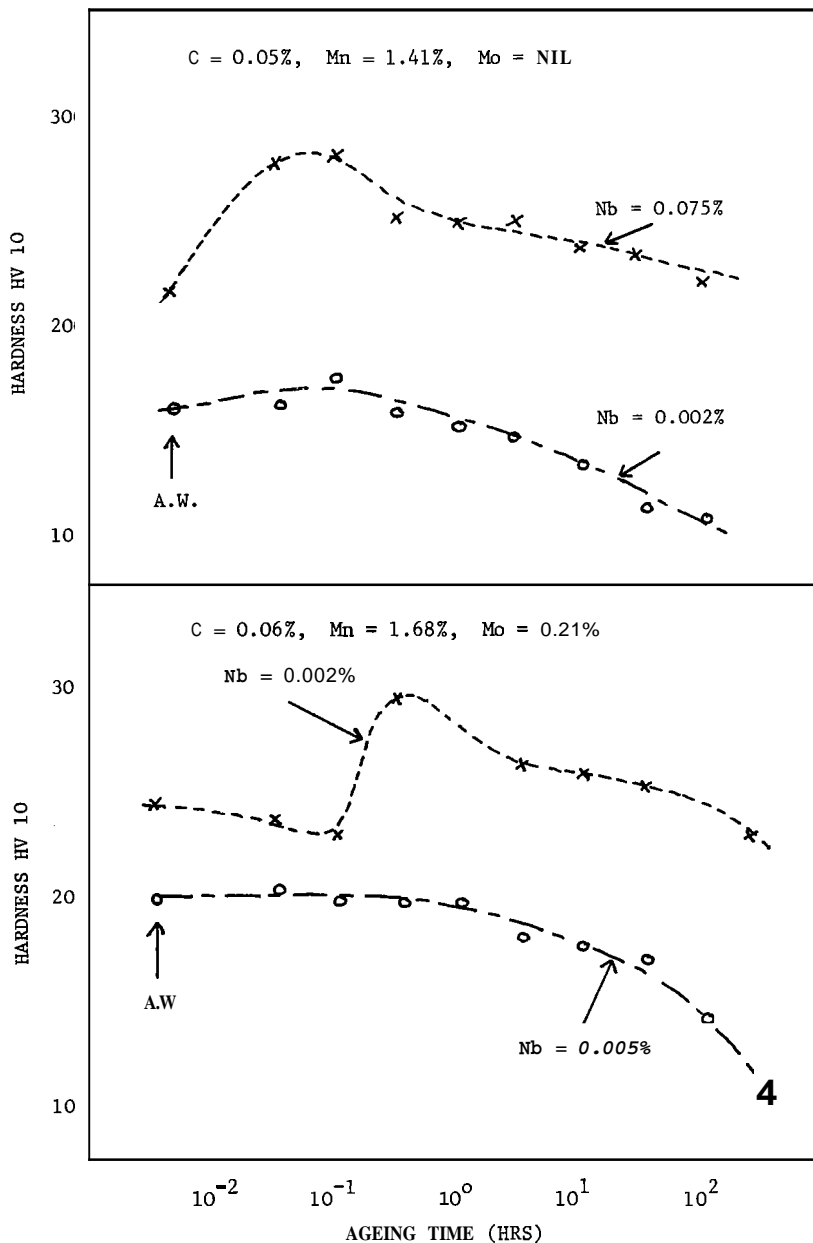 C = 0.05%, Mn = 1.41%, Mo = NIL
30
HARDNESS HV 10
Nb = 0.075%
20
Nb = 0.002%
A.W.
10
C = 0.06%, Mn = 1.68%, Mo = 0.21%
Nb = 0.002%
30
HARDNESS HV 10
20
A.W
Nb = 0.005%
4
10
10⁻² 10⁻¹ 10⁰ 10¹ 10²
AGEING TIME (HRS)